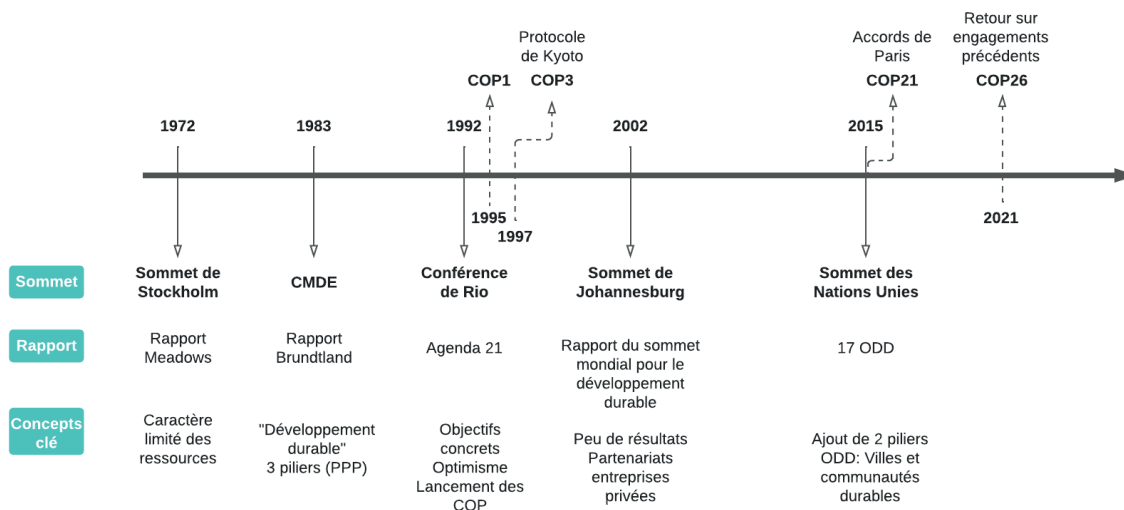 Retour sur
engagements
précédents
Protocole
de Kyoto
Accords de
Paris
COP1
COP3
COP21
COP26
1972
1983
1992
2002
2015
1995
1997
2021
Sommet
Sommet de
Stockholm
CMDE
Conférence
de Rio
Sommet de
Johannesburg
Sommet des
Nations Unies
Rapport
Rapport
Meadows
Rapport
Brundtland
Agenda 21
Rapport du sommet
mondial pour le
développement
durable
17 ODD
Concepts
clé
Caractère
limité des
ressources
"Développement
durable"
3 piliers (PPP)
Objectifs
concrets
Optimisme
Lancement des
COP
Peu de résultats
Partenariats
entreprises
privées
Ajout de 2 piliers
ODD: Villes et
communautés
durables